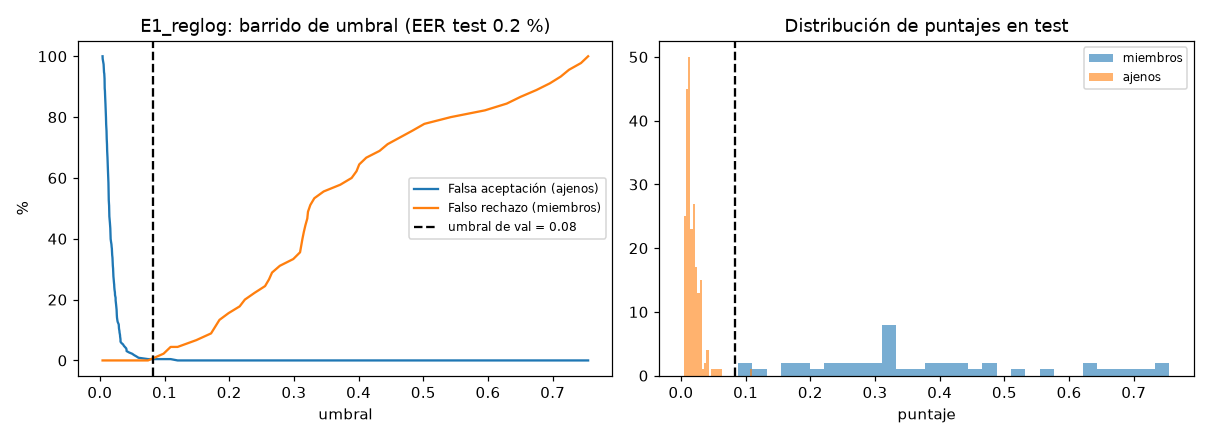 E1_reglog: barrido de umbral (EER test 0.2 %)
100
80
60
40
20
0
%
0.0 0.1 0.2 0.3 0.4 0.5 0.6 0.7
umbral
Falsa aceptación (ajenos)
Falso rechazo (miembros)
umbral de val = 0.08
Distribución de puntajes en test
50
40
30
20
10
0
0.0 0.1 0.2 0.3 0.4 0.5 0.6 0.7
puntaje
miembros
ajenos